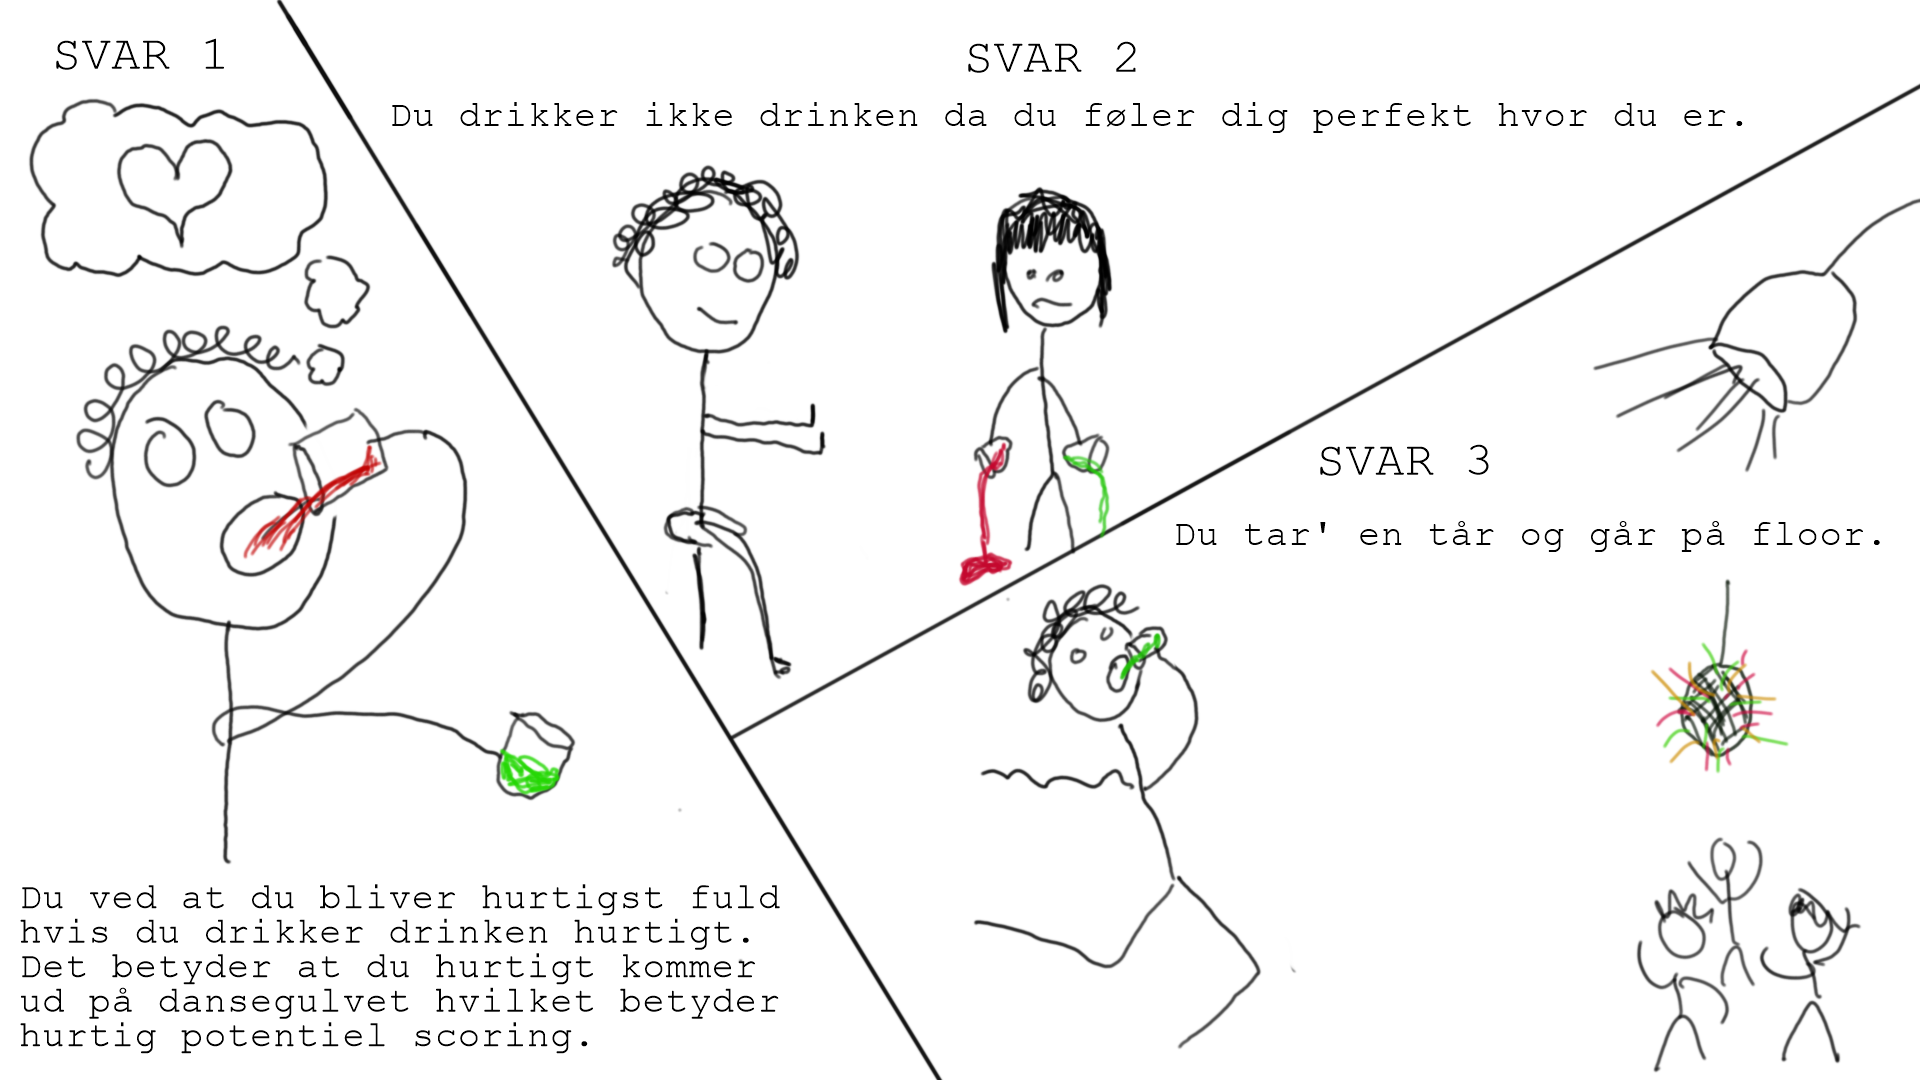 SVAR 1
Du ved at du bliver hurtigst fuld
hvis du drikker drinken hurtigt.
Det betyder at du hurtigt kommer
ud på dansegulvet hvilket betyder
hurtig potentiel scoring.
SVAR 2
Du drikker ikke drinken da du føler dig perfekt hvor du er.
SVAR 3
Du tar' en tår og går på floor.